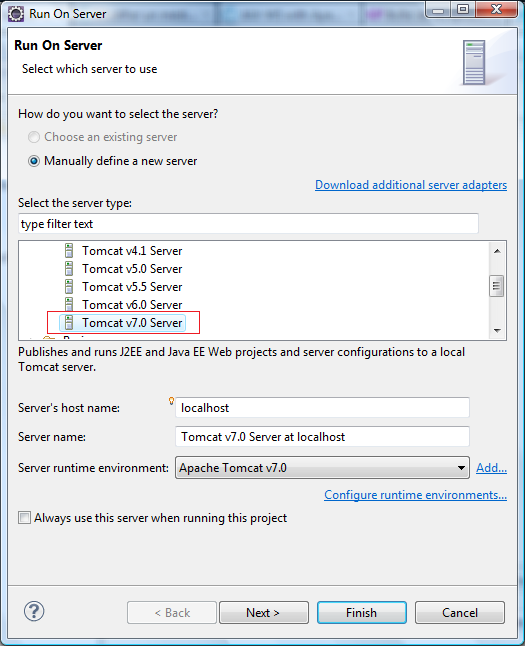 Run On Server
Run On Server
Select which server to use
How do you want to select the server?
Choose an existing server
Manually define a new server
Download additional server adapters
Select the server type:
type filter text
Tomcat v4.1 Server
Tomcat v5.0 Server
Tomcat v5.5 Server
Tomcat v6.0 Server
Tomcat v7.0 Server
Publishes and runs J2EE and Java EE Web projects and server configurations to a local
Tomcat server.
Server's host name: localhost
Server name: Tomcat v7.0 Server at localhost
Server runtime environment: Apache Tomcat v7.0 Add...
Configure runtime environments...
Always use this server when running this project
? < Back Next > Finish Cancel